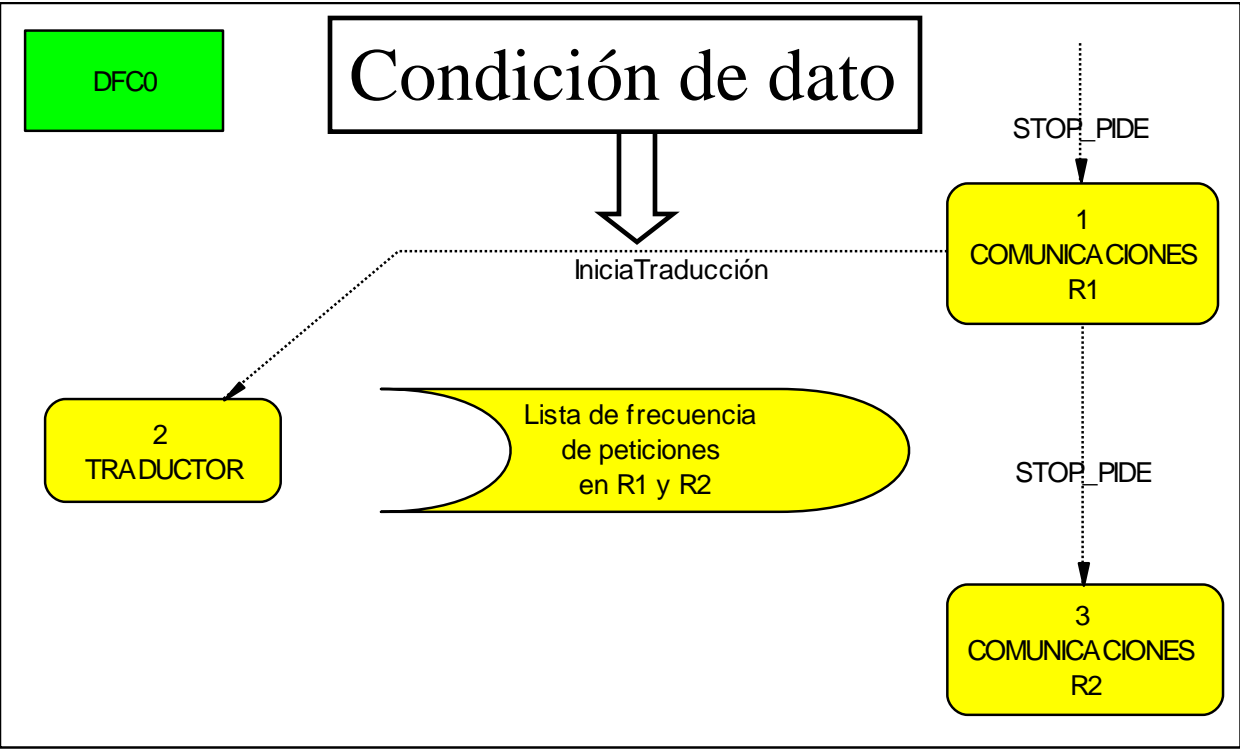 DFC0
Condición de dato
STOP_PIDE
1
COMUNICACIONES
R1
IniciaTraducción
2
TRADUCTOR
Lista de frecuencia
de peticiones
en R1 y R2
STOP_PIDE
3
COMUNICACIONES
R2